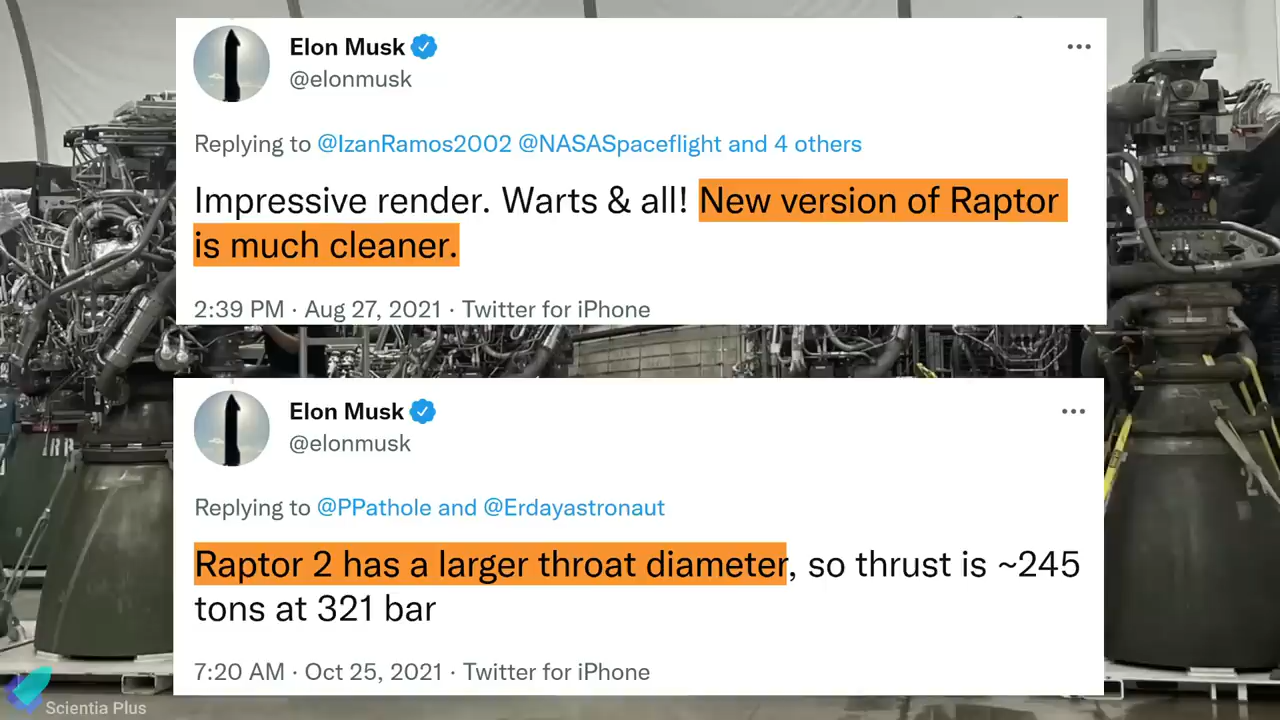 Elon Musk
@elonmusk
Replying to @IzanRamos2002 @NASASpaceflight and 4 others
Impressive render. Warts & all! New version of Raptor
is much cleaner.
2:39 PM · Aug 27, 2021 · Twitter for iPhone
Elon Musk
@elonmusk
Replying to @PPathole and @Erdayastronaut
Raptor 2 has a larger throat diameter, so thrust is ~245
tons at 321 bar
7:20 AM · Oct 25, 2021 · Twitter for iPhone
Scientia Plus